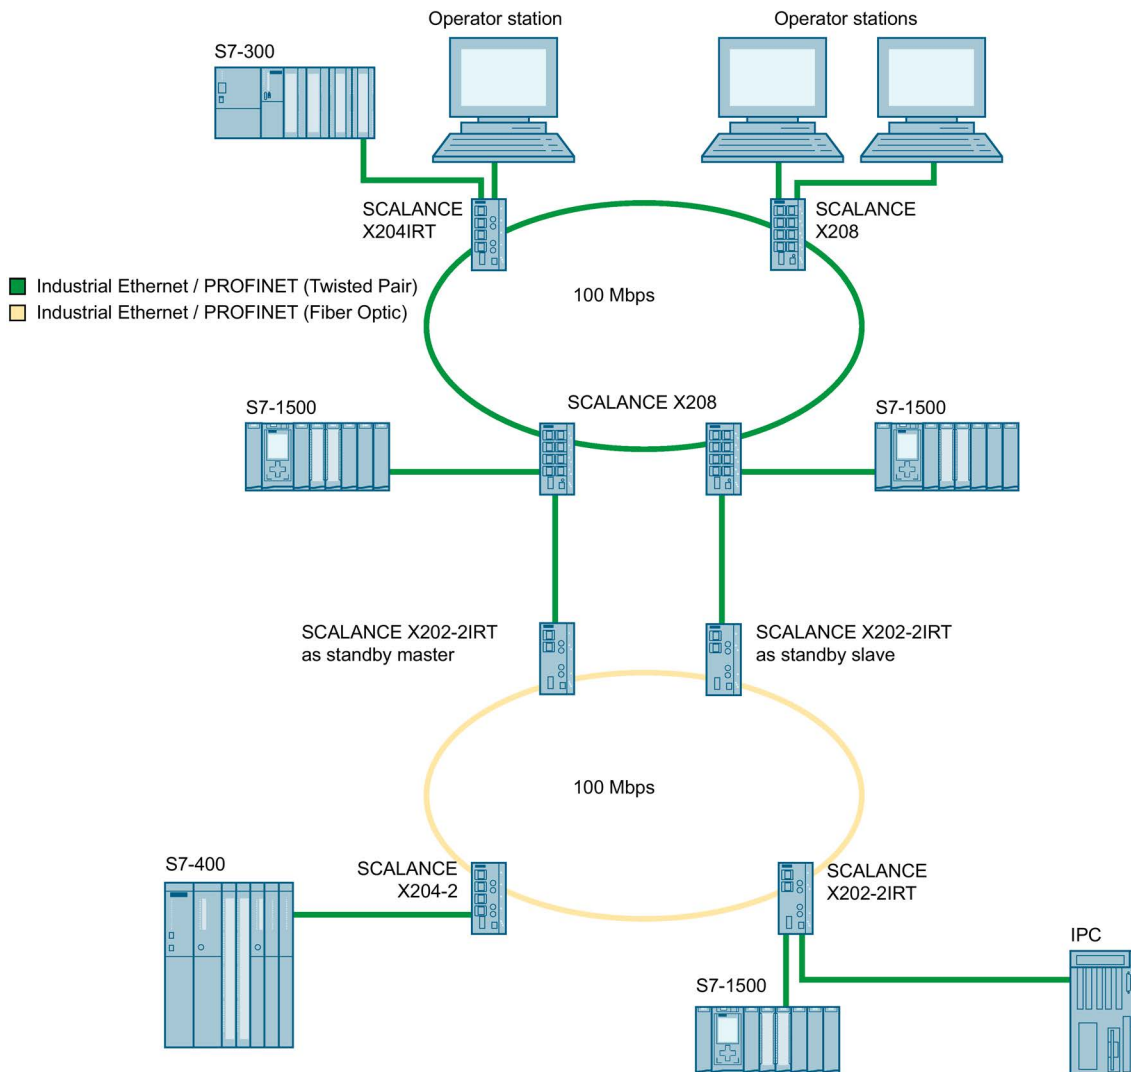 Operator station
Operator stations
S7-300
SCALANCE
X204IRT
SCALANCE
X208
Industrial Ethernet / PROFINET (Twisted Pair)
Industrial Ethernet / PROFINET (Fiber Optic)
100 Mbps
S7-1500
SCALANCE X208
S7-1500
SCALANCE X202-2IRT
as standby master
SCALANCE X202-2IRT
as standby slave
100 Mbps
S7-400
SCALANCE
X204-2
SCALANCE
X202-2IRT
IPC
S7-1500